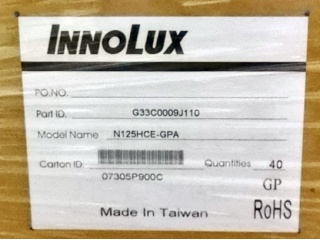 INNOLUX
PO.NO.
Part ID. G33C0009J110
Model Name N125HCE-GPA
Carton ID Quantities 40
07305P900C
GP
Made In Taiwan RoHS